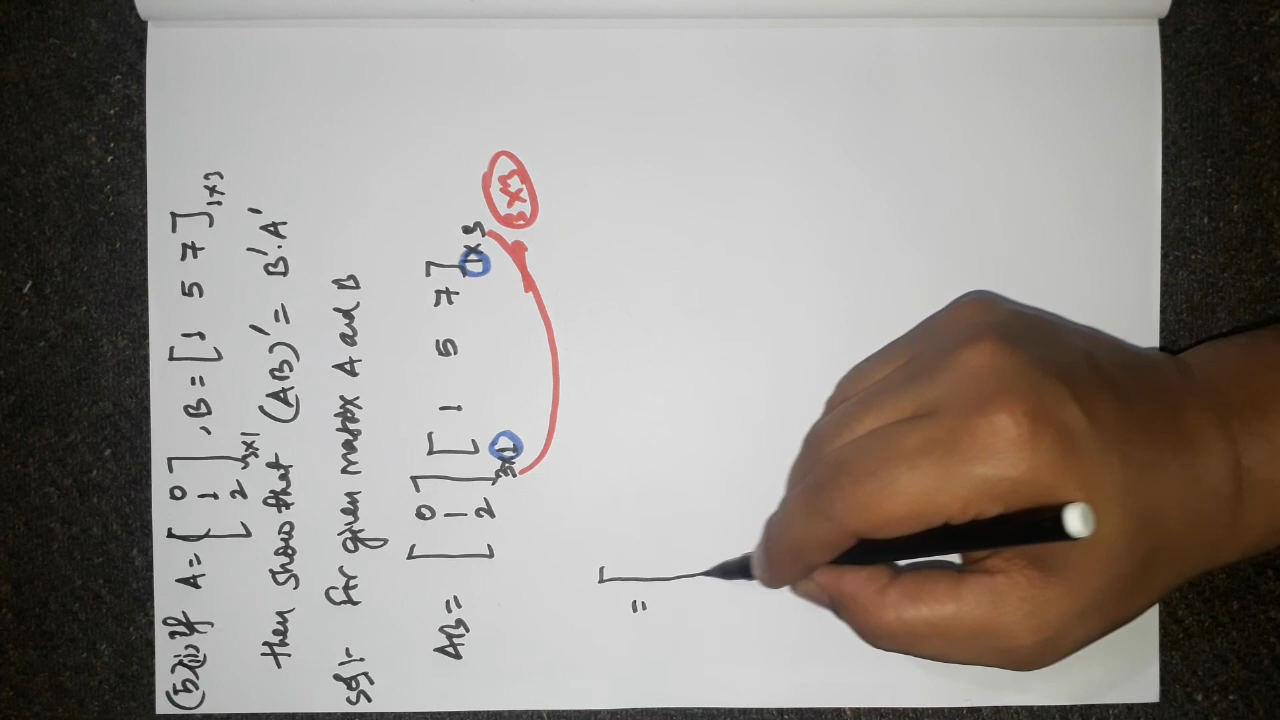 (5)(ii) If A = [0 1 2]3×1, B = [1 5 7]1×3
then show that (AB)' = B'.A'
Sol:- For given matrix A and B
AB = [0 1 2]3×1 [1 5 7]1×3 3×3
= [